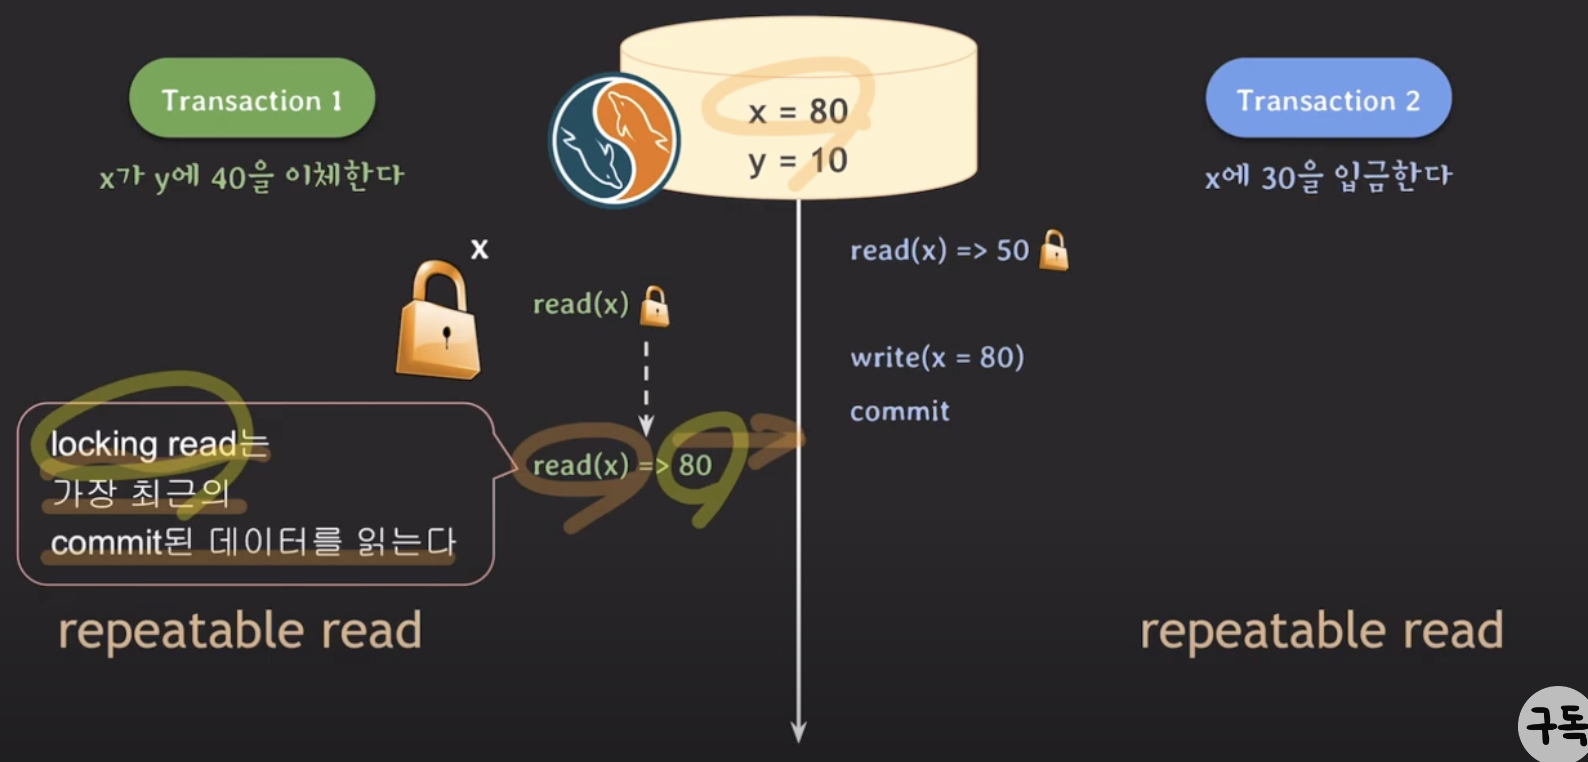 Transaction 1
x가 y에 40을 이체한다
x = 80
y = 10
Transaction 2
x에 30을 입금한다
x
read(x) => 50
read(x)
write(x = 80)
commit
locking read는
가장 최근의
commit된 데이터를 읽는다
read(x) => 80
repeatable read
repeatable read
구독